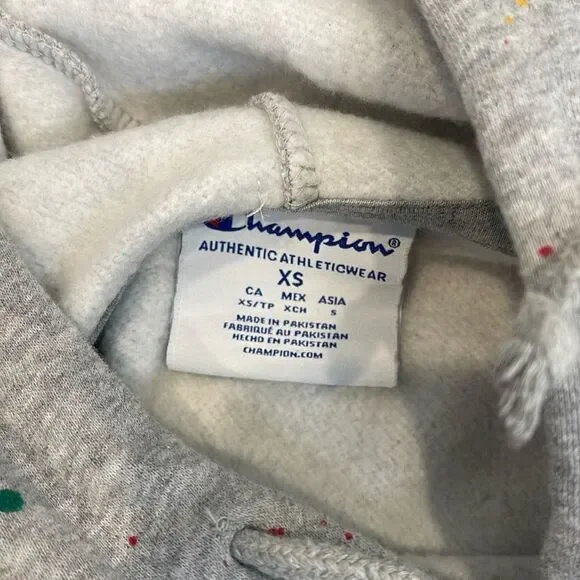 Champion®
AUTHENTIC ATHLETICWEAR
XS
CA MEX ASIA
XS/TP XCH S
MADE IN PAKISTAN
FABRIQUÉ AU PAKISTAN
HECHO EN PAKISTAN
CHAMPION.COM